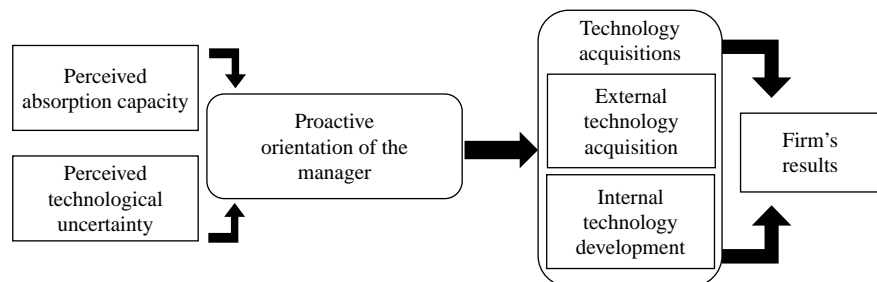 Perceived
absorption capacity
Perceived
technological
uncertainty
Proactive
orientation of the
manager
Technology
acquisitions
External
technology
acquisition
Internal
technology
development
Firm's
results